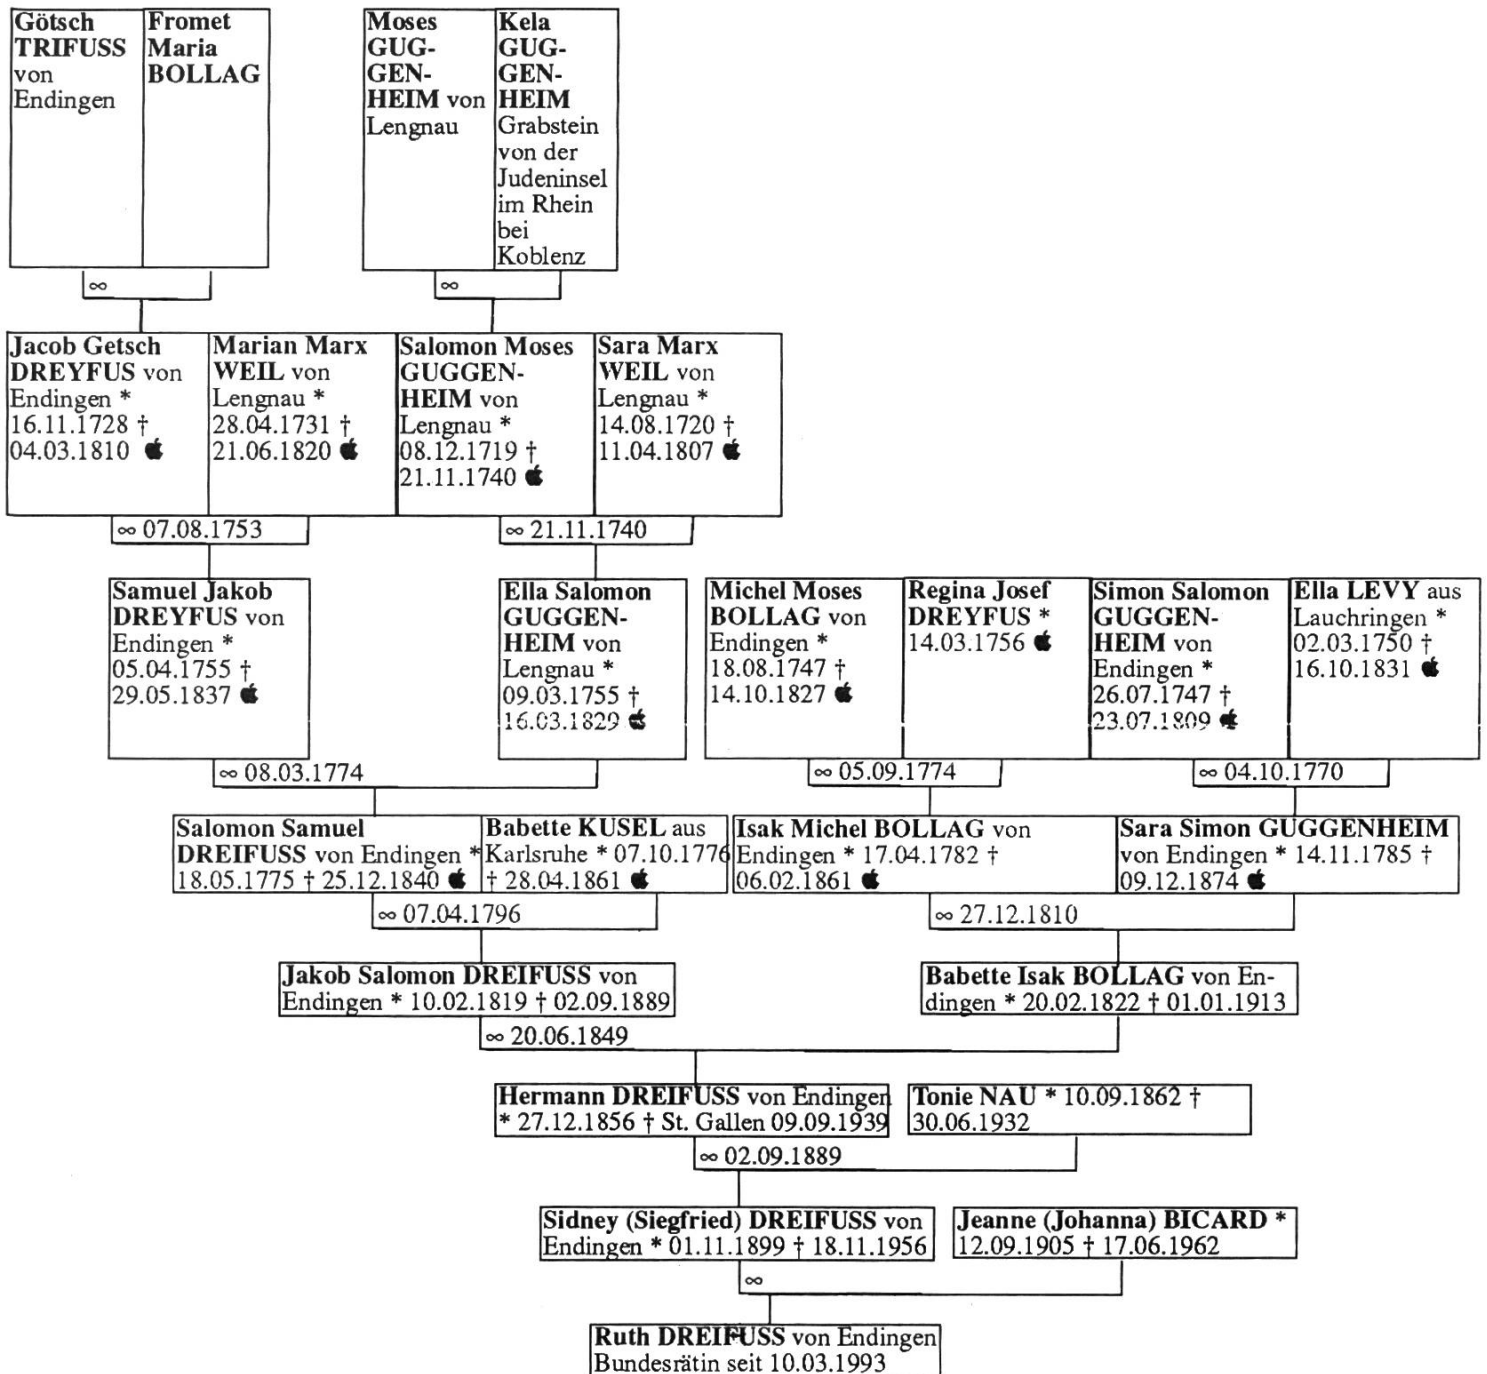 Götsch
TRIFUSS
von
Endingen
Fromet
Maria
BOLLAG
Moses
GUG-
GEN-
HEIM von
Lengnau
Kela
GUG-
GEN-
HEIM
Grabstein
von der
Judeninsel
im Rhein
bei
Koblenz
∞
∞
Jacob Getsch
DREYFUS von
Endingen *
16.11.1728 †
04.03.1810
Marian Marx
WEIL von
Lengnau *
28.04.1731 †
21.06.1820
Salomon Moses
GUGGEN-
HEIM von
Lengnau *
08.12.1719 †
21.11.1740
Sara Marx
WEIL von
Lengnau *
14.08.1720 †
11.04.1807
∞ 07.08.1753
∞ 21.11.1740
Samuel Jakob
DREYFUS von
Endingen *
05.04.1755 †
29.05.1837
Ella Salomon
GUGGEN-
HEIM von
Lengnau *
09.03.1755 †
16.03.1829
Michel Moses
BOLLAG von
Endingen *
18.08.1747 †
14.10.1827
Regina Josef
DREYFUS *
14.03.1756
Simon Salomon
GUGGEN-
HEIM von
Endingen *
26.07.1747 †
23.07.1809
Ella LEVY aus
Lauchringen *
02.03.1750 †
16.10.1831
∞ 08.03.1774
∞ 05.09.1774
∞ 04.10.1770
Salomon Samuel
DREIFUSS von Endingen *
18.05.1775 † 25.12.1840
Babette KUSEL aus
Karlsruhe * 07.10.1776
† 28.04.1861
Isak Michel BOLLAG von
Endingen * 17.04.1782 †
06.02.1861
Sara Simon GUGGENHEIM
von Endingen * 14.11.1785 †
09.12.1874
∞ 07.04.1796
∞ 27.12.1810
Jakob Salomon DREIFUSS von
Endingen * 10.02.1819 † 02.09.1889
Babette Isak BOLLAG von En-
dingen * 20.02.1822 † 01.01.1913
∞ 20.06.1849
Hermann DREIFUSS von Endingen
* 27.12.1856 † St. Gallen 09.09.1939
Tonie NAU * 10.09.1862 †
30.06.1932
∞ 02.09.1889
Sidney (Siegfried) DREIFUSS von
Endingen * 01.11.1899 † 18.11.1956
Jeanne (Johanna) BICARD *
12.09.1905 † 17.06.1962
∞
Ruth DREIFUSS von Endingen
Bundesrätin seit 10.03.1993